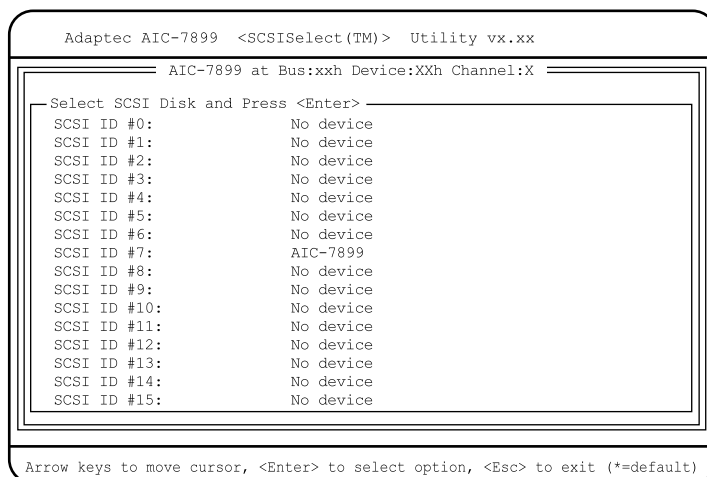 Adaptec AIC-7899 <SCSISelect(TM)> Utility vx.xx
AIC-7899 at Bus:xxh Device:XXh Channel:X
Select SCSI Disk and Press <Enter>
SCSI ID #0: No device
SCSI ID #1: No device
SCSI ID #2: No device
SCSI ID #3: No device
SCSI ID #4: No device
SCSI ID #5: No device
SCSI ID #6: No device
SCSI ID #7: AIC-7899
SCSI ID #8: No device
SCSI ID #9: No device
SCSI ID #10: No device
SCSI ID #11: No device
SCSI ID #12: No device
SCSI ID #13: No device
SCSI ID #14: No device
SCSI ID #15: No device
Arrow keys to move cursor, <Enter> to select option, <Esc> to exit (*=default)